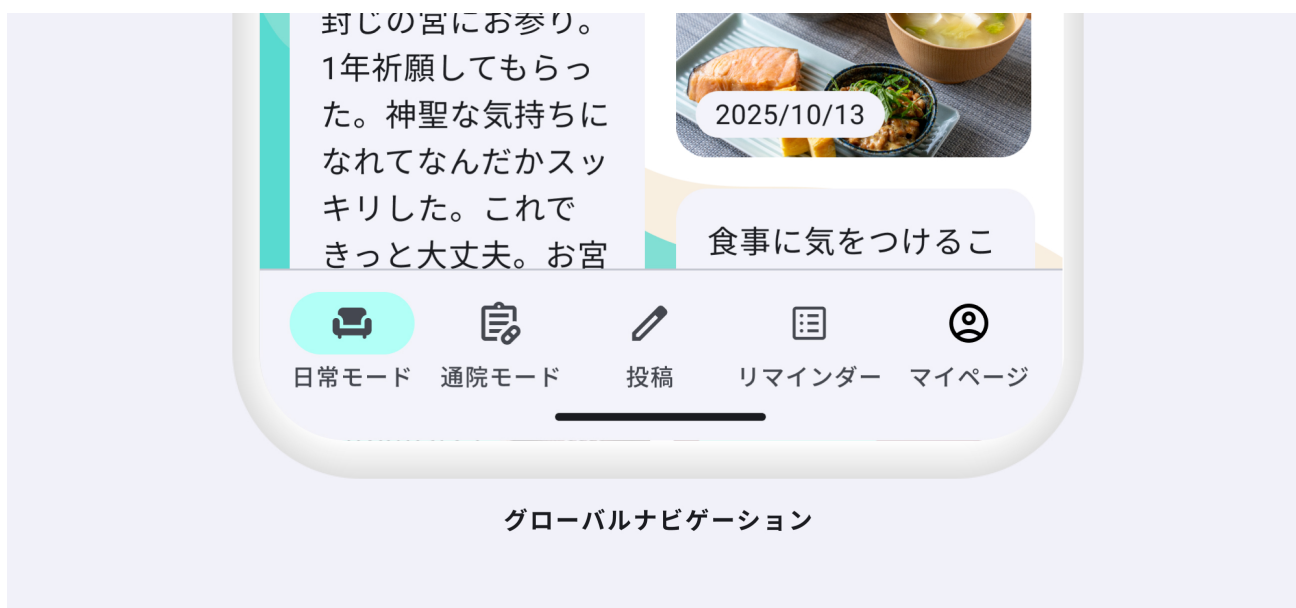 封じの宮にお参り。
1年祈願してもらっ
た。神聖な気持ちに
なれてなんだかスッ
キリした。これで
きっと大丈夫。お宮
2025/10/13
食事に気をつけるこ
日常モード
通院モード
投稿
リマインダー
マイページ
グローバルナビゲーション